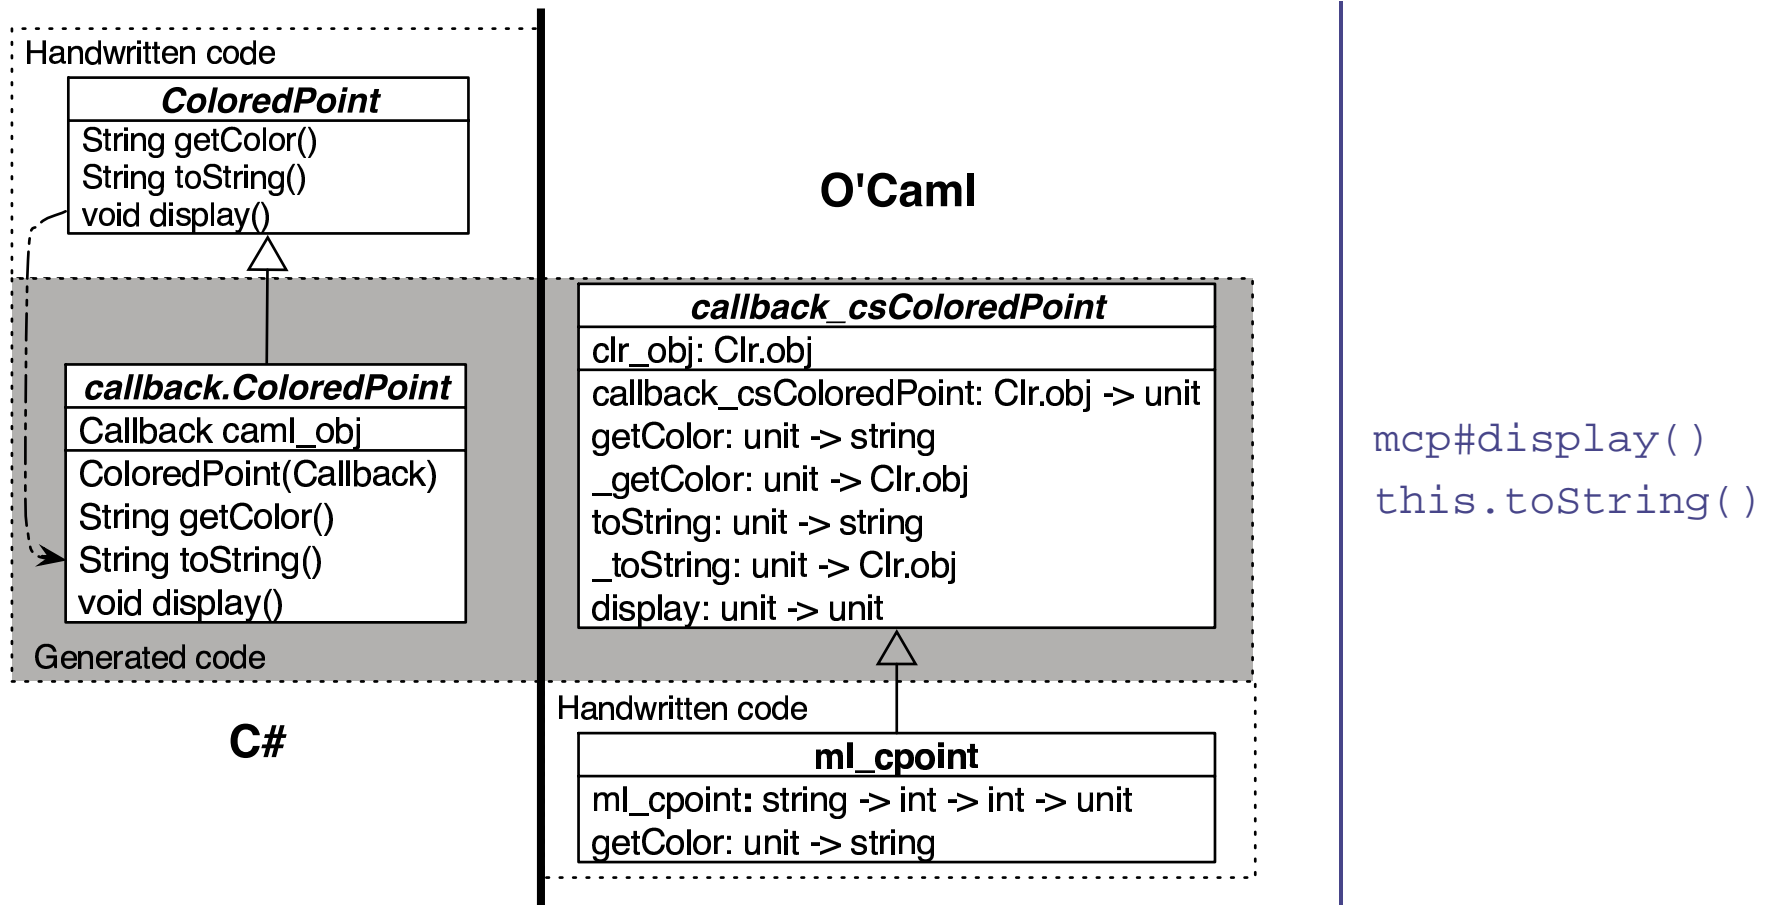 Handwritten code
ColoredPoint
String getColor()
String toString()
void display()
callback.ColoredPoint
Callback caml_obj
ColoredPoint(Callback)
String getColor()
String toString()
void display()
Generated code
C#
O'Caml
callback_csColoredPoint
clr_obj: Clr.obj
callback_csColoredPoint: Clr.obj -> unit
getColor: unit -> string
_getColor: unit -> Clr.obj
toString: unit -> string
_toString: unit -> Clr.obj
display: unit -> unit
Handwritten code
ml_cpoint
ml_cpoint: string -> int -> int -> unit
getColor: unit -> string
mcp#display()
this.toString()